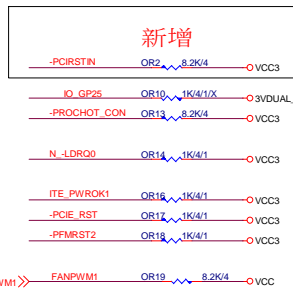 新增
-PCIRSTIN OR2 8.2K/4 VCC3
IO_GP25 OR10 1K/4/1/X 3VDUAL_
-PROCHOT_CON OR13 8.2K/4 VCC3
N_-LDRQ0 OR14 1K/4/1 VCC3
ITE_PWROK1 OR16 1K/4/1 VCC3
-PCIE_RST OR17 1K/4/1 VCC3
-PFMRST2 OR18 1K/4/1 VCC3
WM1 FANPWM1 OR19 8.2K/4 VCC